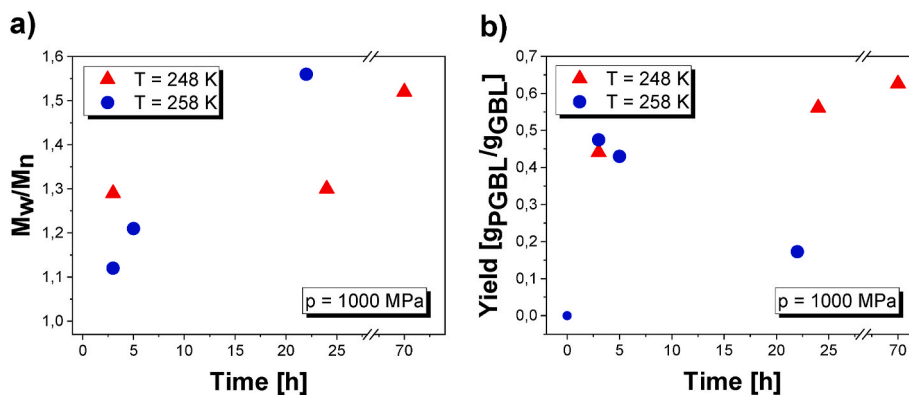 a)
1,6
1,5
1,4
1,3
1,2
1,1
1,0
Mw/Mn
T = 248 K
T = 258 K
p = 1000 MPa
0 5 10 15 20 25 70
Time [h]
b)
0,7
0,6
0,5
0,4
0,3
0,2
0,1
0,0
Yield [gPGBL/gGBL]
T = 248 K
T = 258 K
p = 1000 MPa
0 5 10 15 20 25 70
Time [h]